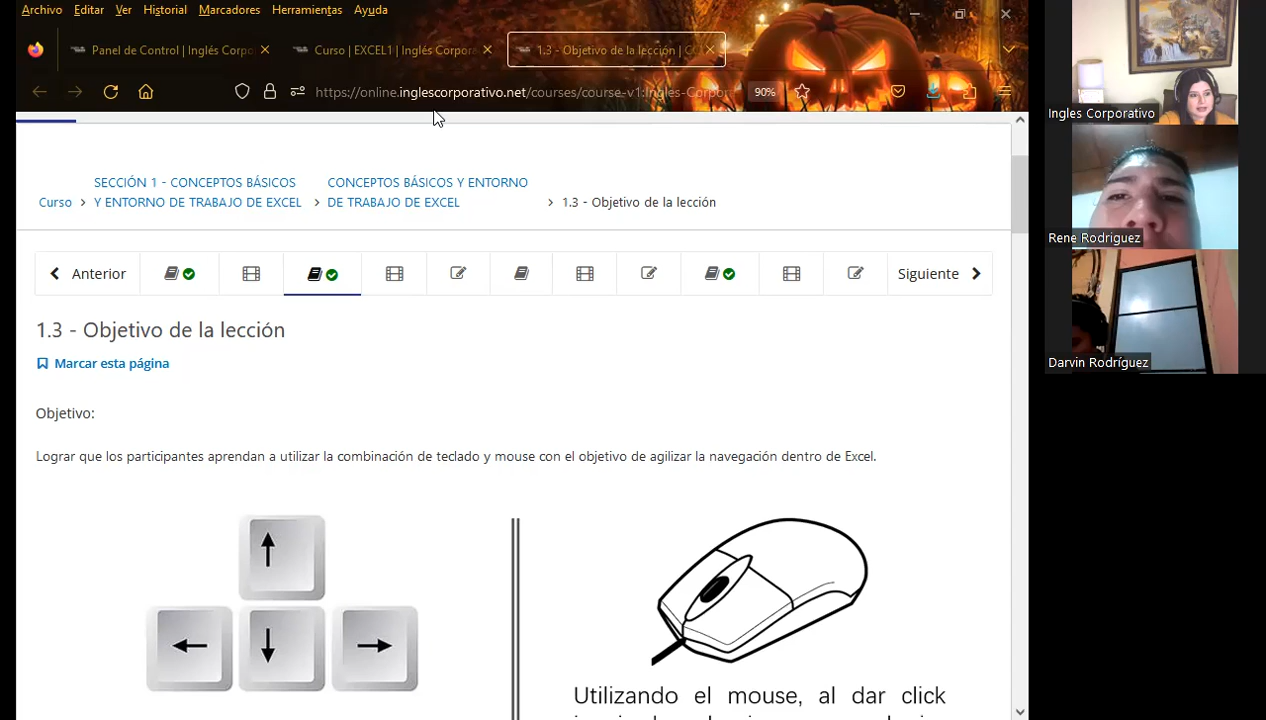 Archivo Editar Ver Historial Marcadores Herramientas Ayuda
Panel de Control | Inglés Corpo
Curso | EXCEL1 | Inglés Corpora
1.3 - Objetivo de la lección |
https://online.inglescorporativo.net/courses/course-v1:Ingles-Corpor
90%
Curso
SECCIÓN 1 - CONCEPTOS BÁSICOS
Y ENTORNO DE TRABAJO DE EXCEL
CONCEPTOS BÁSICOS Y ENTORNO
DE TRABAJO DE EXCEL
1.3 - Objetivo de la lección
Anterior
Siguiente
1.3 - Objetivo de la lección
Marcar esta página
Objetivo:
Lograr que los participantes aprendan a utilizar la combinación de teclado y mouse con el objetivo de agilizar la navegación dentro de Excel.
Utilizando el mouse, al dar click
Ingles Corporativo
Rene Rodriguez
Darvin Rodríguez